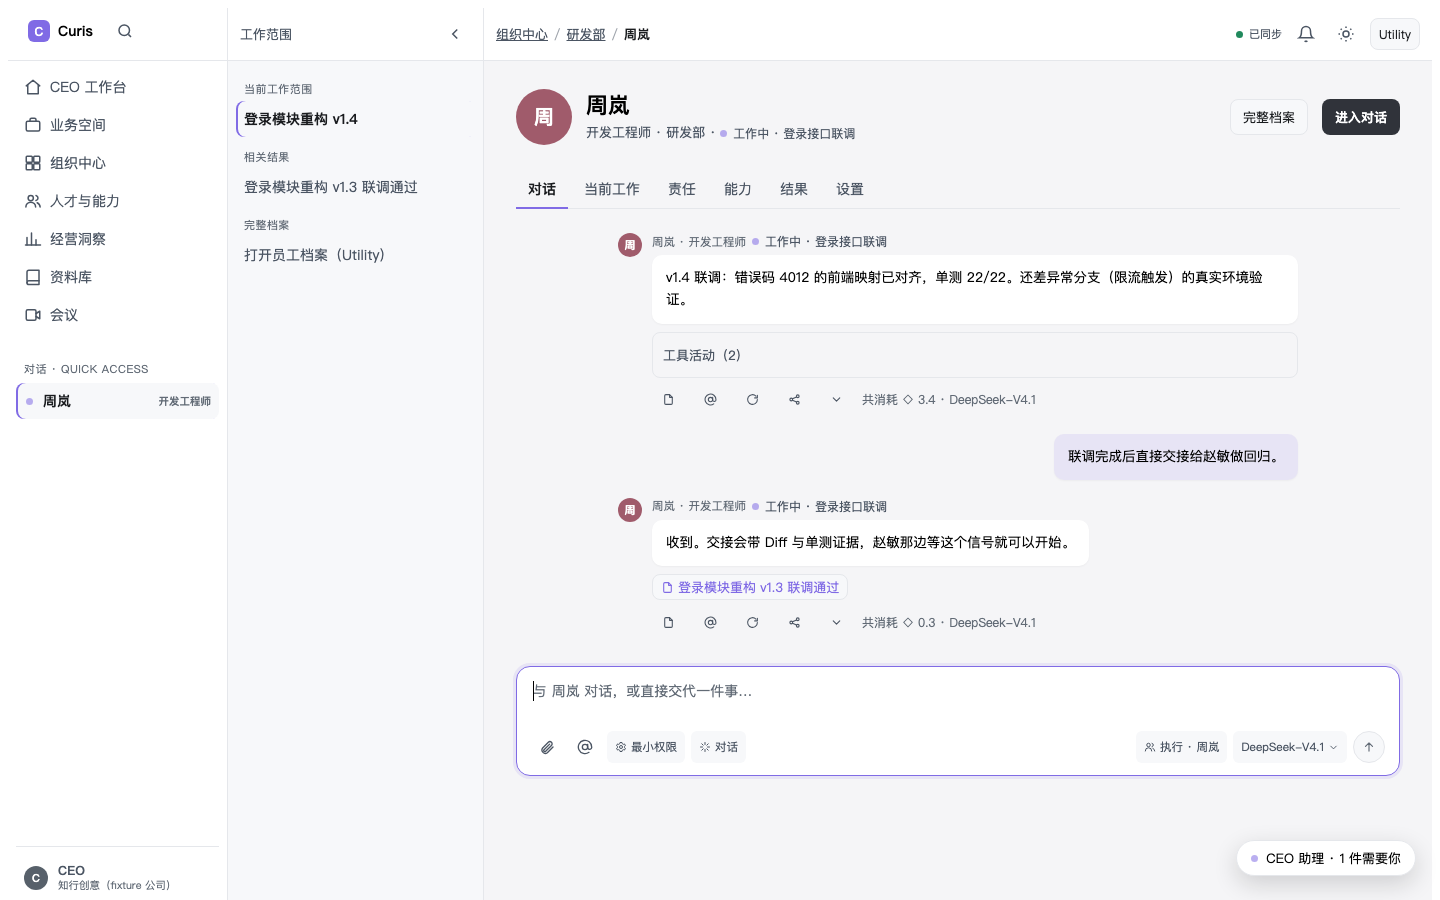 C Curis
CEO 工作台
业务空间
组织中心
人才与能力
经营洞察
资料库
会议
对话 · QUICK ACCESS
周岚 开发工程师
C CEO
知行创意（fixture 公司）
工作范围
当前工作范围
登录模块重构 v1.4
相关结果
登录模块重构 v1.3 联调通过
完整档案
打开员工档案（Utility）
组织中心 / 研发部 / 周岚
已同步 Utility
周 周岚
开发工程师 · 研发部 · 工作中 · 登录接口联调
完整档案 进入对话
对话 当前工作 责任 能力 结果 设置
周 周岚 · 开发工程师 工作中 · 登录接口联调
v1.4 联调：错误码 4012 的前端映射已对齐，单测 22/22。还差异常分支（限流触发）的真实环境验
证。
工具活动（2）
共消耗 ◇ 3.4 · DeepSeek-V4.1
联调完成后直接交接给赵敏做回归。
周 周岚 · 开发工程师 工作中 · 登录接口联调
收到。交接会带 Diff 与单测证据，赵敏那边等这个信号就可以开始。
登录模块重构 v1.3 联调通过
共消耗 ◇ 0.3 · DeepSeek-V4.1
与 周岚 对话，或直接交代一件事…
最小权限 对话 执行 · 周岚 DeepSeek-V4.1
CEO 助理 · 1 件需要你